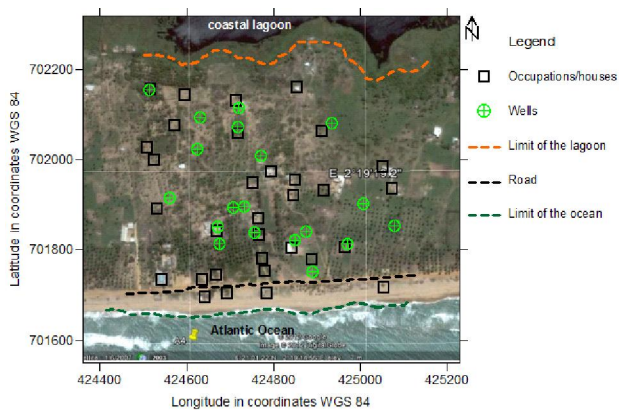 coastal lagoon
N
Legend
Occupations/houses
Wells
Limit of the lagoon
Road
Limit of the ocean
E 2°19'19.2"
Atlantic Ocean
702200
702000
701800
701600
424400 424600 424800 425000 425200
Latitude in coordinates WGS 84
Longitude in coordinates WGS 84